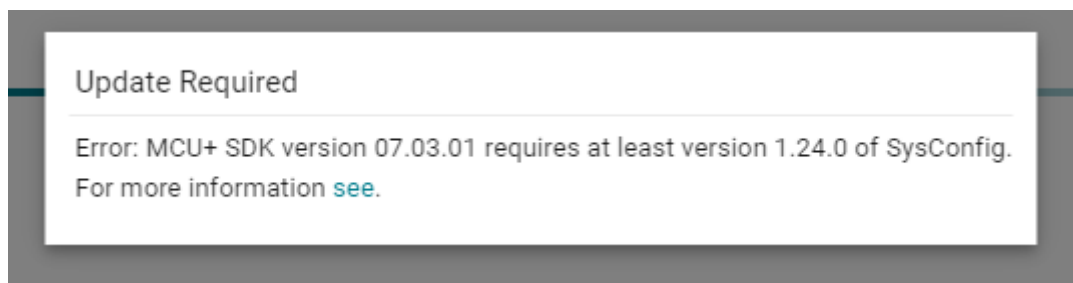 Update Required
Error: MCU+ SDK version 07.03.01 requires at least version 1.24.0 of SysConfig.
For more information see.